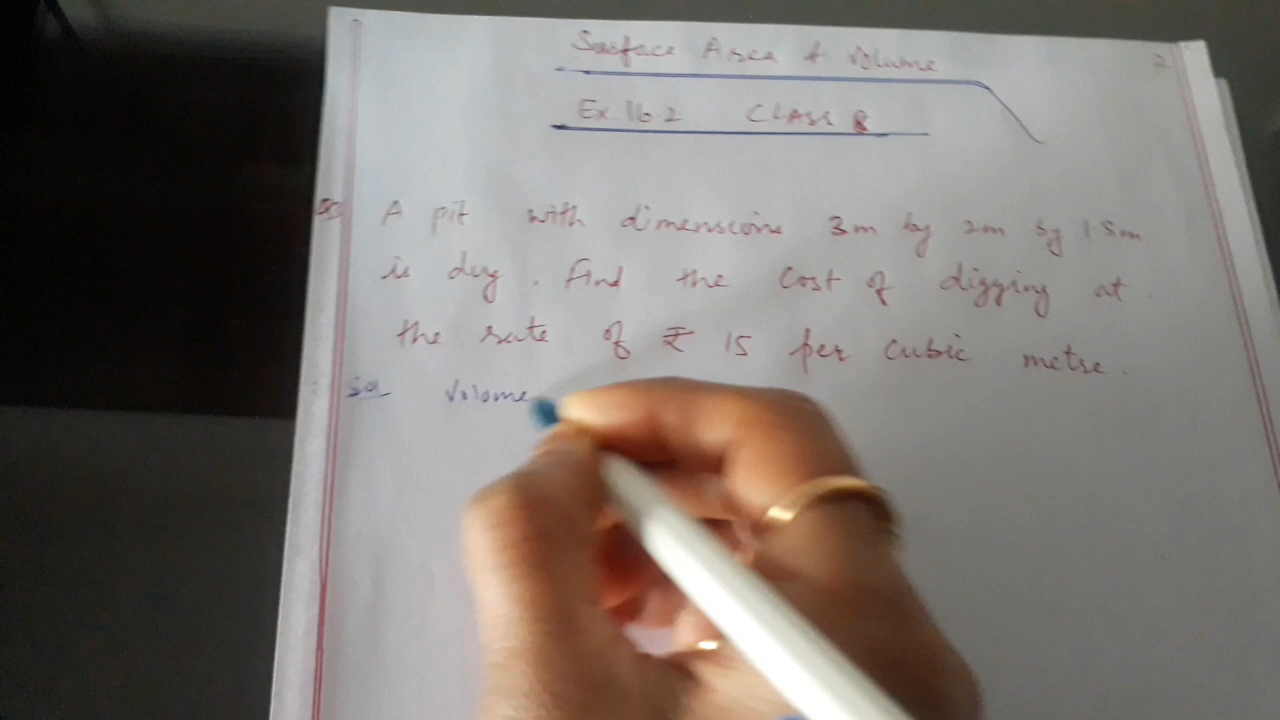 Surface Area & Volume
2
Ex. 16.2 CLASS 8
A pit with dimensions 3m by 2m by 1.5m
is dug. Find the cost of digging at
the rate of ₹ 15 per cubic metre.
Sol Volume